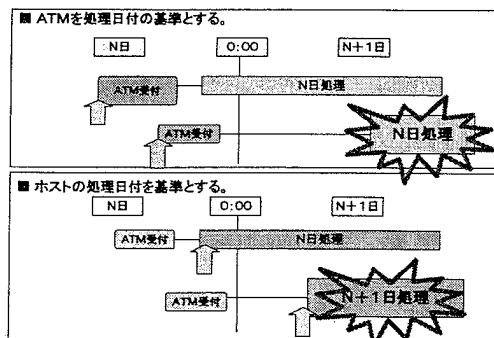 ■ ATMを処理日付の基準とする。
N日
0:00
N+1日
ATM受付
N日処理
ATM受付
N日処理
■ ホストの処理日付を基準とする。
N日
0:00
N+1日
ATM受付
N日処理
ATM受付
N+1日処理